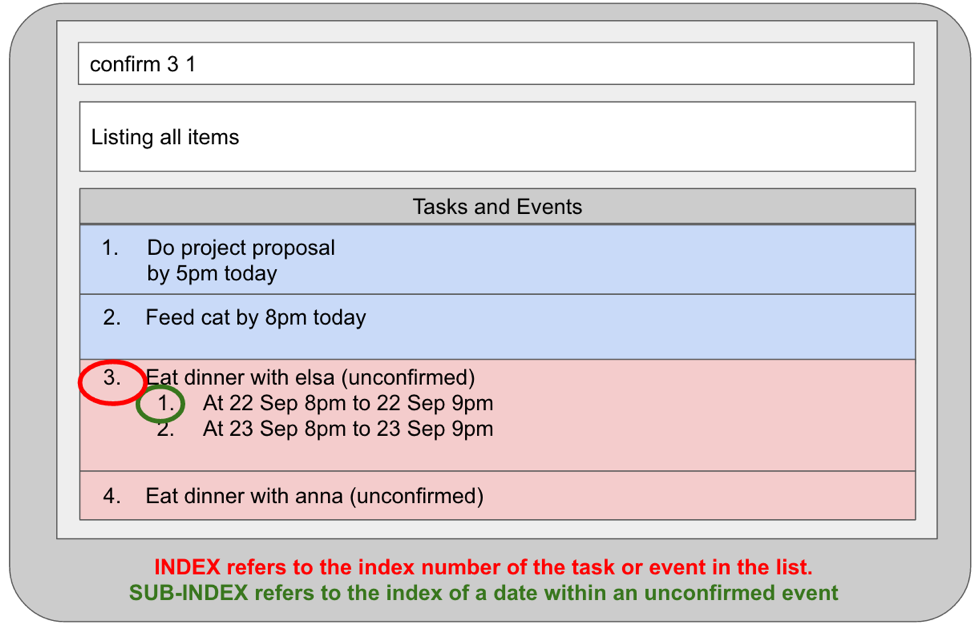 confirm 3 1
Listing all items
Tasks and Events
1. Do project proposal
by 5pm today
2. Feed cat by 8pm today
3. Eat dinner with elsa (unconfirmed)
1. At 22 Sep 8pm to 22 Sep 9pm
2. At 23 Sep 8pm to 23 Sep 9pm
4. Eat dinner with anna (unconfirmed)
INDEX refers to the index number of the task or event in the list.
SUB-INDEX refers to the index of a date within an unconfirmed event